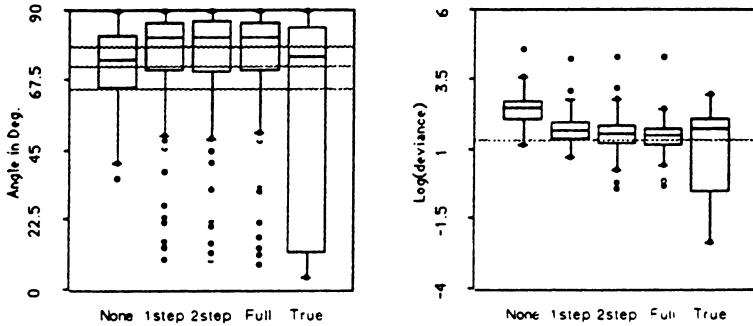 90
67.5
45
22.5
0
Angle in Deg.
None 1step 2step Full True
6
3.5
1
-1.5
-4
Log(deviance)
None 1step 2step Full True